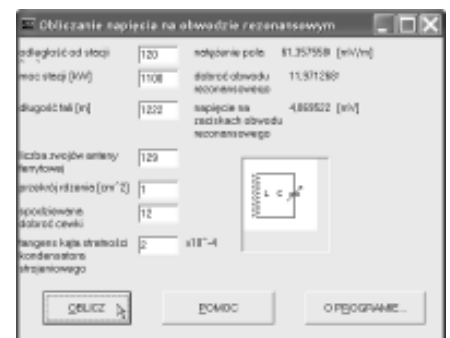 Obliczanie napięcia na obwodzie rezonansowym
odległość od stacji 120 natężenie pola 61,357558 [mV/m]
moc stacji [kW] 1100 dobroć obwodu rezonansowego 11,971268
długość fali [m] 1222 napięcie na zaciskach obwodu rezonansowego 4,869522 [mV]
liczba zwojów anteny ferrytowej 129
przekrój rdzenia [cm^2] 1
spodziewana dobroć cewki 12
tangens kąta stratności kondensatora strojeniowego 2 x10^-4
L C
OBLICZ POMOC O PROGRAMIE...